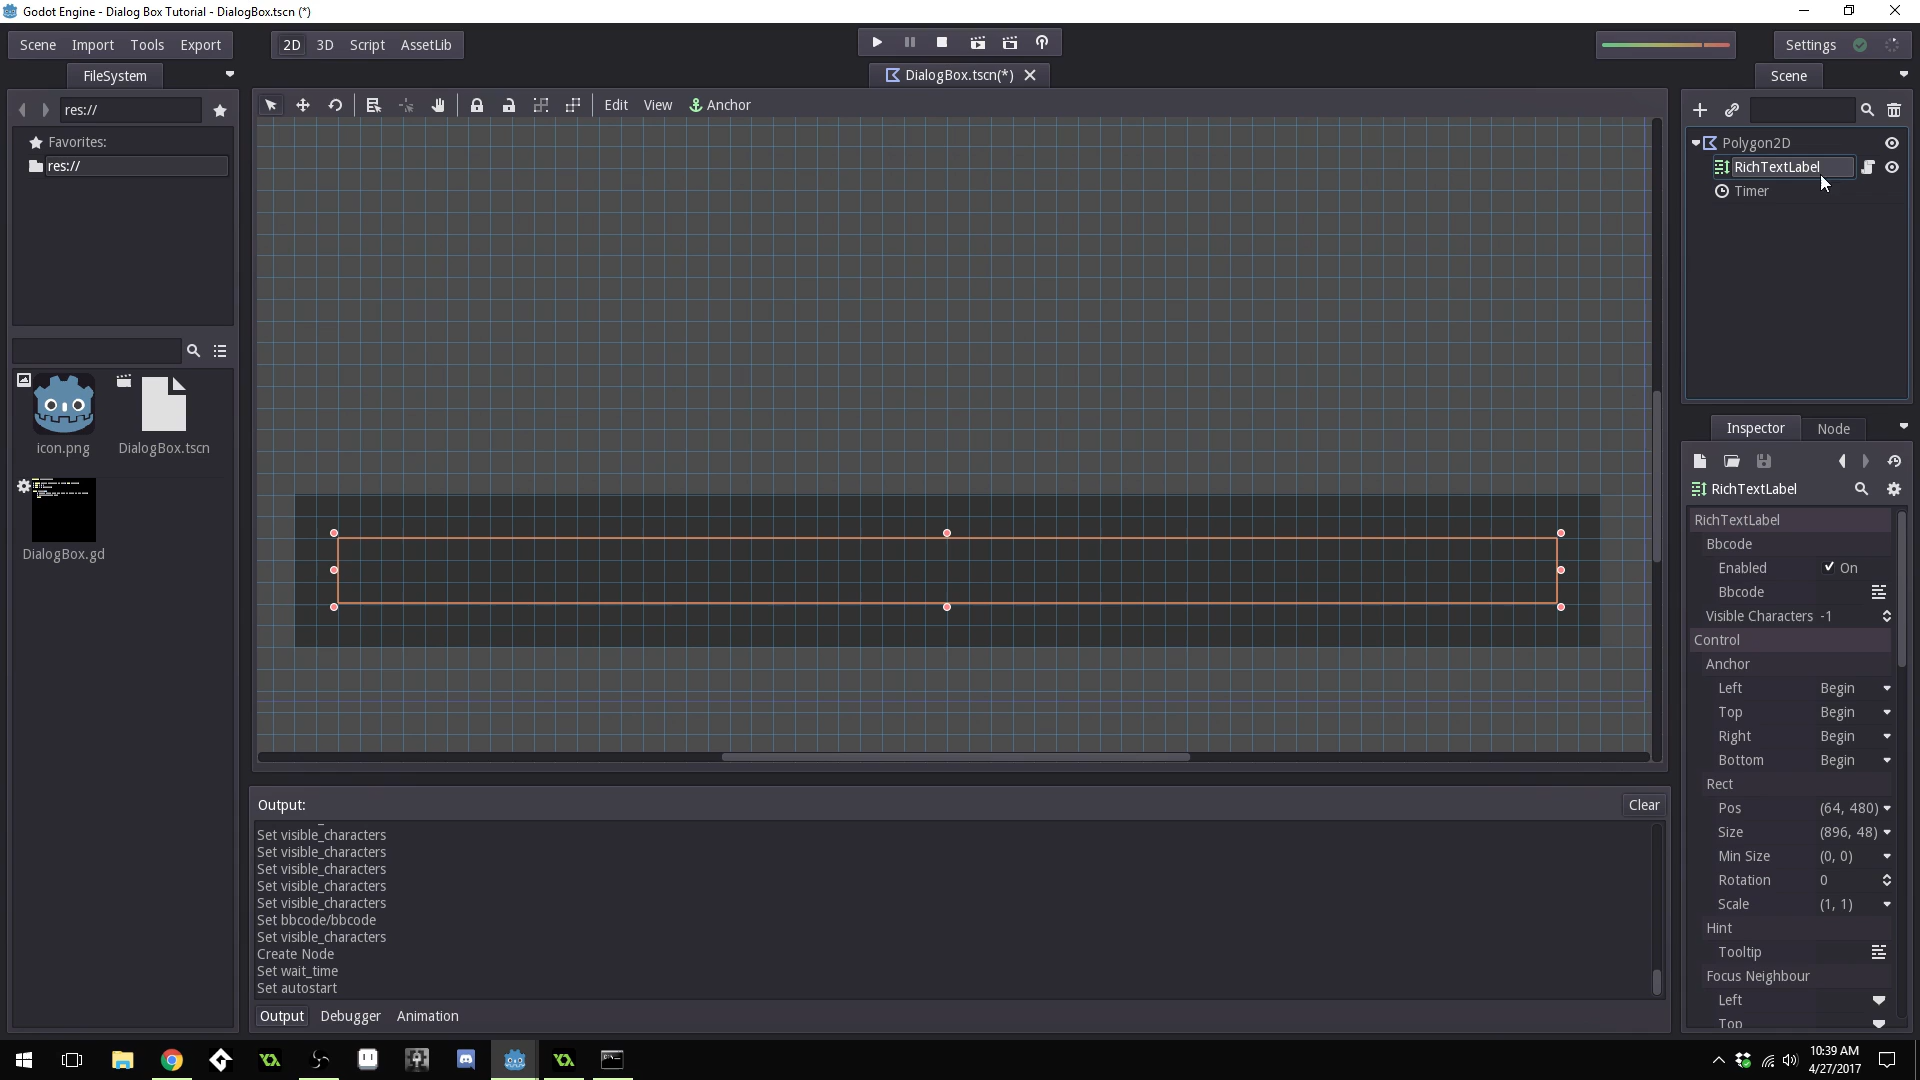 Godot Engine - Dialog Box Tutorial - DialogBox.tscn (*)
Scene Import Tools Export
2D 3D Script AssetLib
Settings
FileSystem
DialogBox.tscn(*)
Scene
res://
Edit View Anchor
Favorites:
res://
Polygon2D
RichTextLabel
Timer
icon.png
DialogBox.tscn
DialogBox.gd
Inspector Node
RichTextLabel
RichTextLabel
Bbcode
Enabled On
Bbcode
Visible Characters -1
Control
Anchor
Left Begin
Top Begin
Right Begin
Bottom Begin
Rect
Pos (64, 480)
Size (896, 48)
Min Size (0, 0)
Rotation 0
Scale (1, 1)
Hint
Tooltip
Focus Neighbour
Left
Top
Output:
Clear
Set visible_characters
Set visible_characters
Set visible_characters
Set visible_characters
Set visible_characters
Set bbcode/bbcode
Set visible_characters
Create Node
Set wait_time
Set autostart
Output Debugger Animation
10:39 AM
4/27/2017